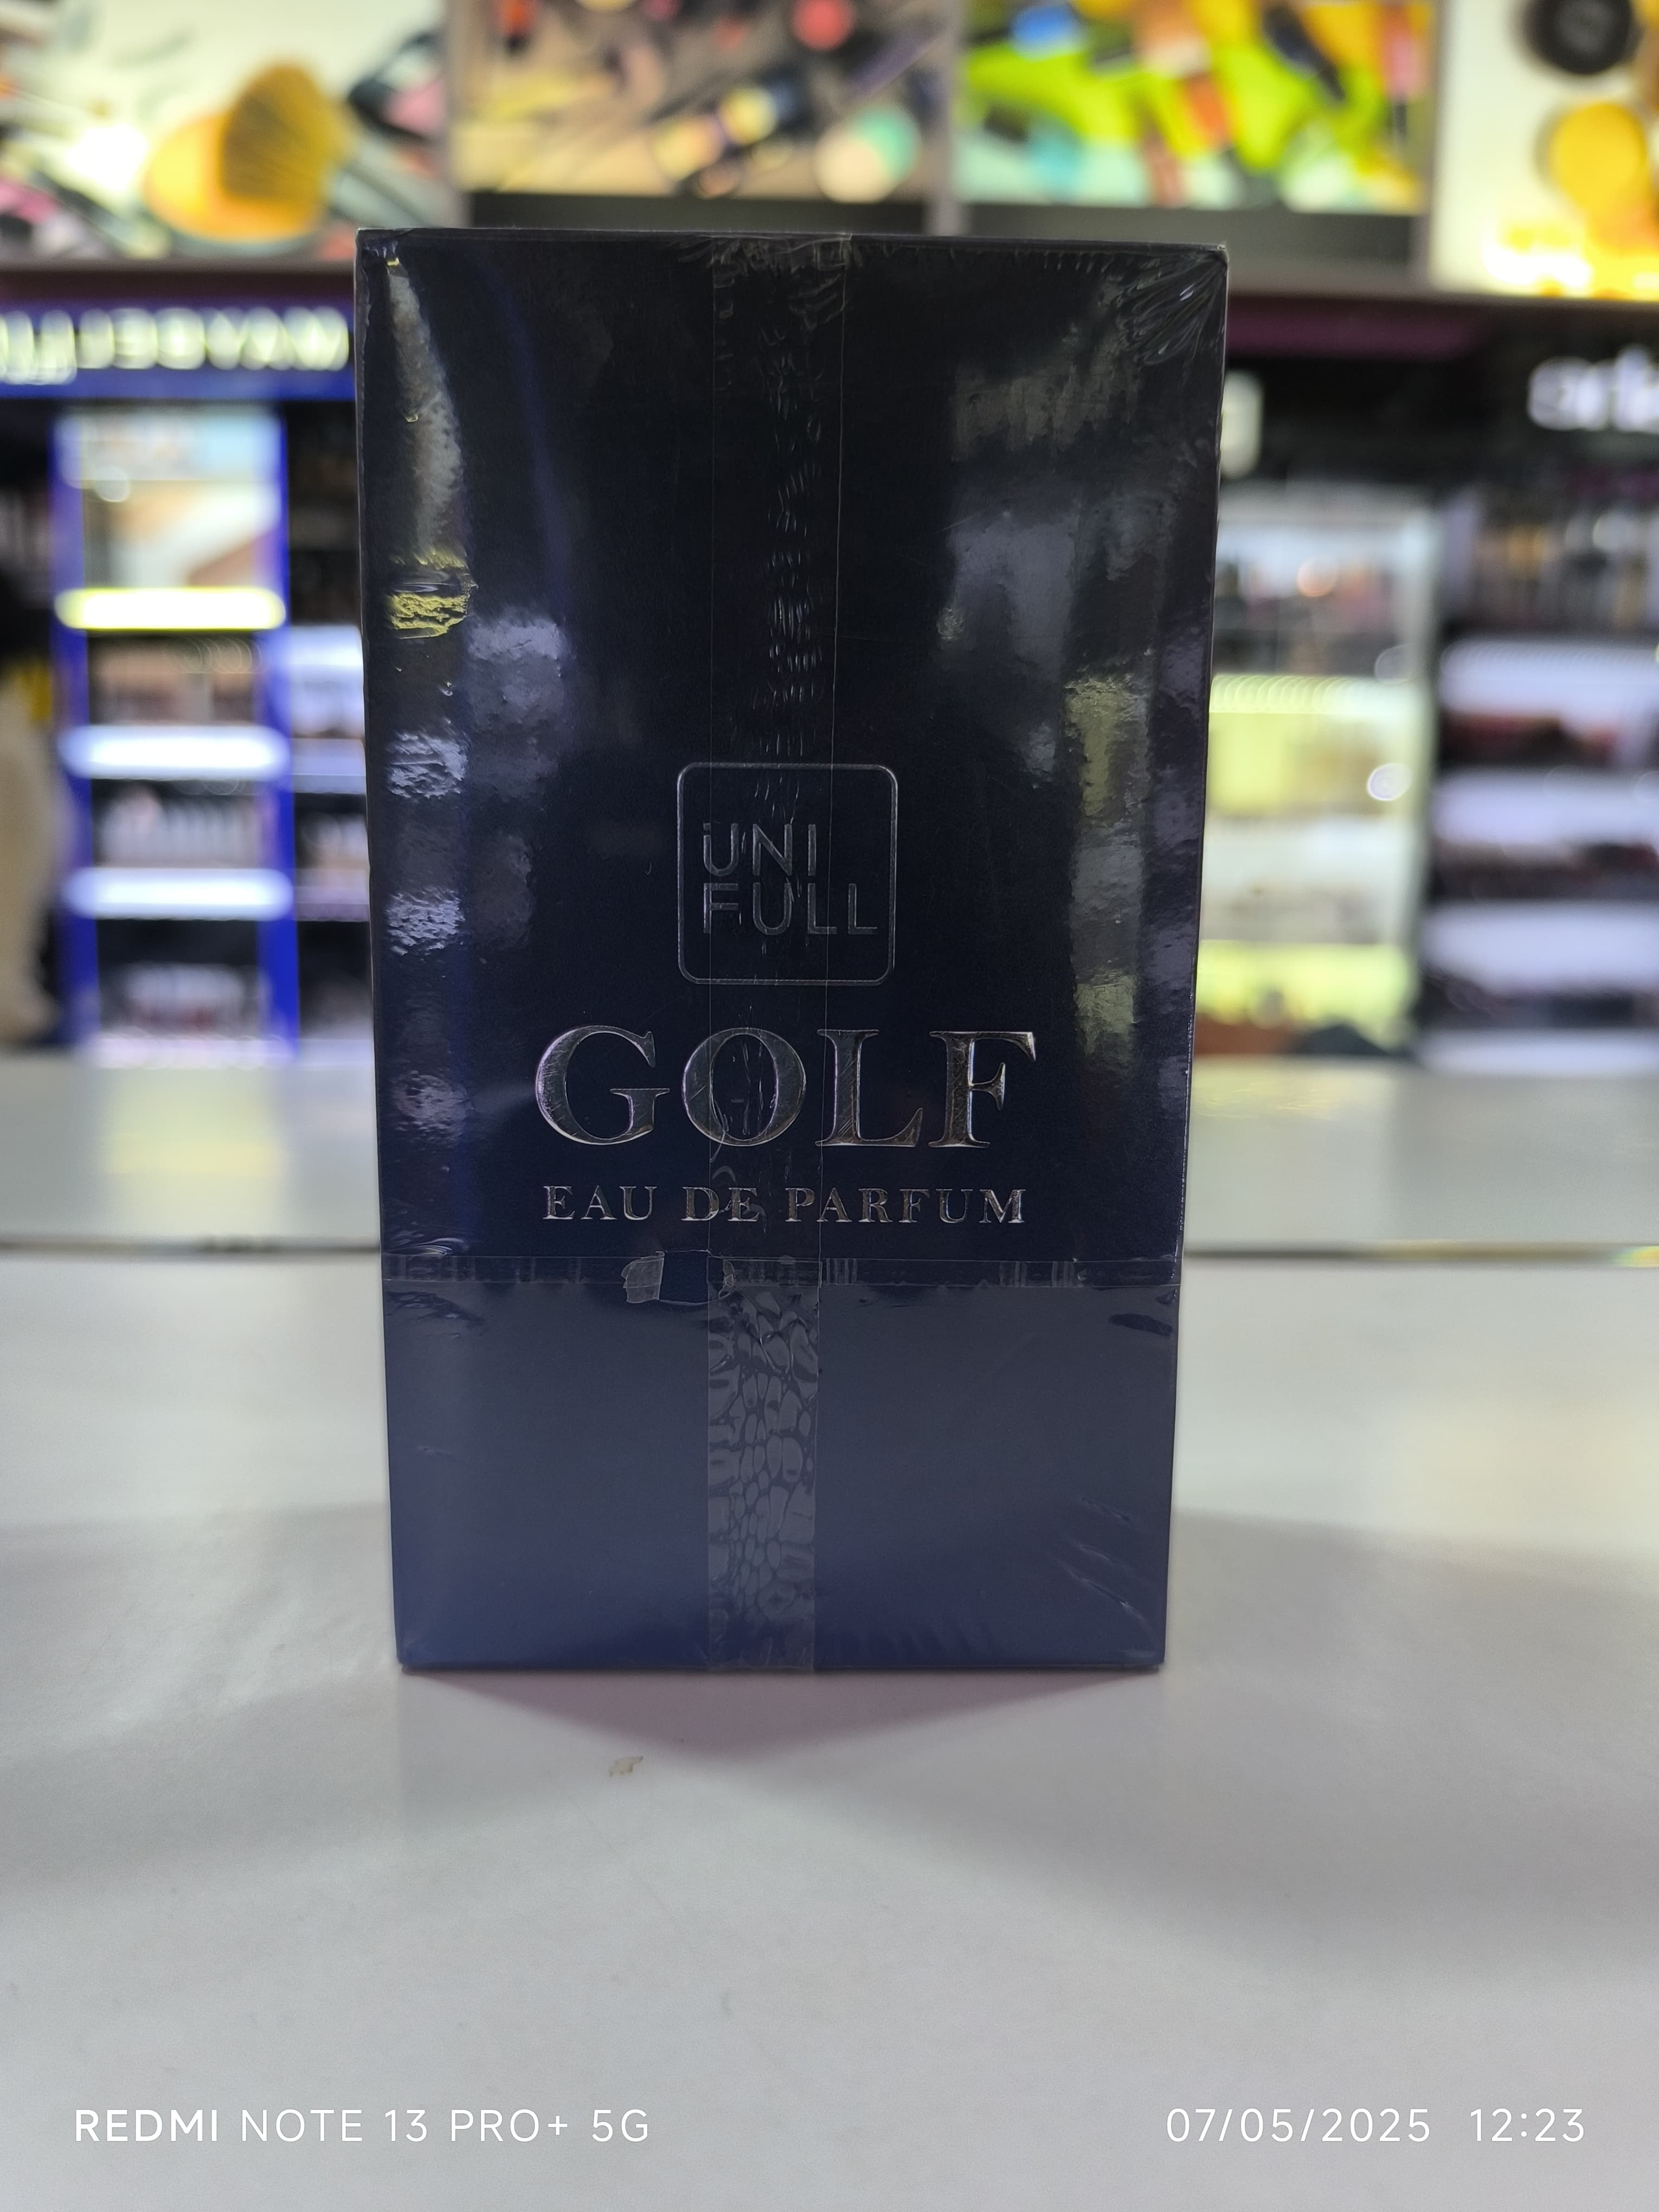 UNI
FULL
GOLF
EAU DE PARFUM
REDMI NOTE 13 PRO+ 5G
07/05/2025 12:23